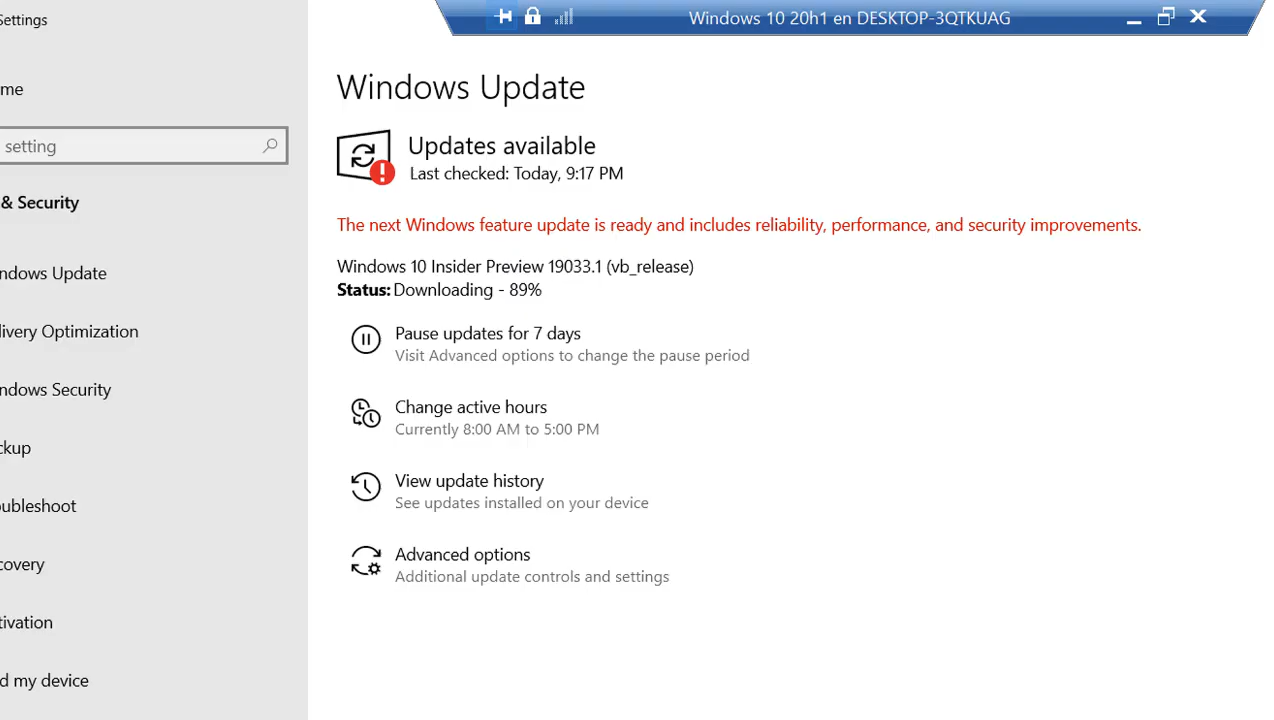 Settings
Windows 10 20h1 en DESKTOP-3QTKUAG
me
setting
& Security
ndows Update
livery Optimization
ndows Security
ckup
oubleshoot
covery
tivation
d my device
Windows Update
Updates available
Last checked: Today, 9:17 PM
The next Windows feature update is ready and includes reliability, performance, and security improvements.
Windows 10 Insider Preview 19033.1 (vb_release)
Status: Downloading - 89%
Pause updates for 7 days
Visit Advanced options to change the pause period
Change active hours
Currently 8:00 AM to 5:00 PM
View update history
See updates installed on your device
Advanced options
Additional update controls and settings